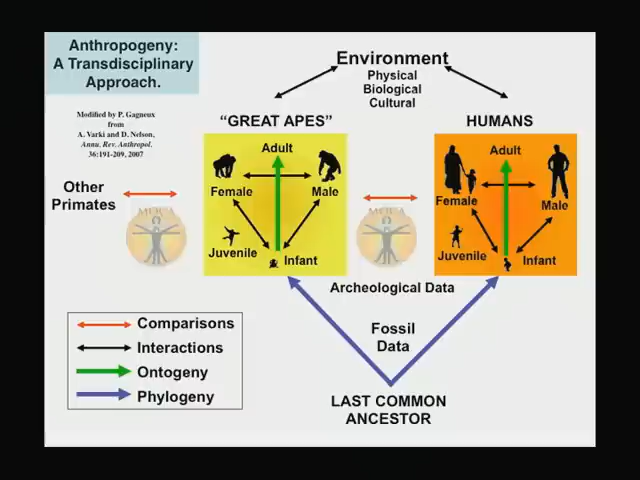 Anthropogeny:
A Transdisciplinary
Approach.
Modified by P. Gagneux
from
A. Varki and D. Nelson,
Annu. Rev. Anthropol.
36:191-209, 2007
Environment
Physical
Biological
Cultural
“GREAT APES”
HUMANS
Other
Primates
Adult
Female
Male
Juvenile
Infant
Adult
Female
Male
Juvenile
Infant
Archeological Data
Fossil
Data
LAST COMMON
ANCESTOR
Comparisons
Interactions
Ontogeny
Phylogeny